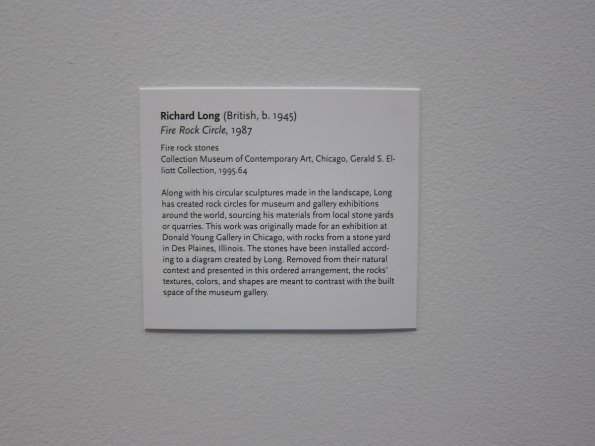 Richard Long (British, b. 1945)
Fire Rock Circle, 1987
Fire rock stones
Collection Museum of Contemporary Art, Chicago, Gerald S. El-
liott Collection, 1995.64
Along with his circular sculptures made in the landscape, Long
has created rock circles for museum and gallery exhibitions
around the world, sourcing his materials from local stone yards
or quarries. This work was originally made for an exhibition at
Donald Young Gallery in Chicago, with rocks from a stone yard
in Des Plaines, Illinois. The stones have been installed accord-
ing to a diagram created by Long. Removed from their natural
context and presented in this ordered arrangement, the rocks'
textures, colors, and shapes are meant to contrast with the built
space of the museum gallery.